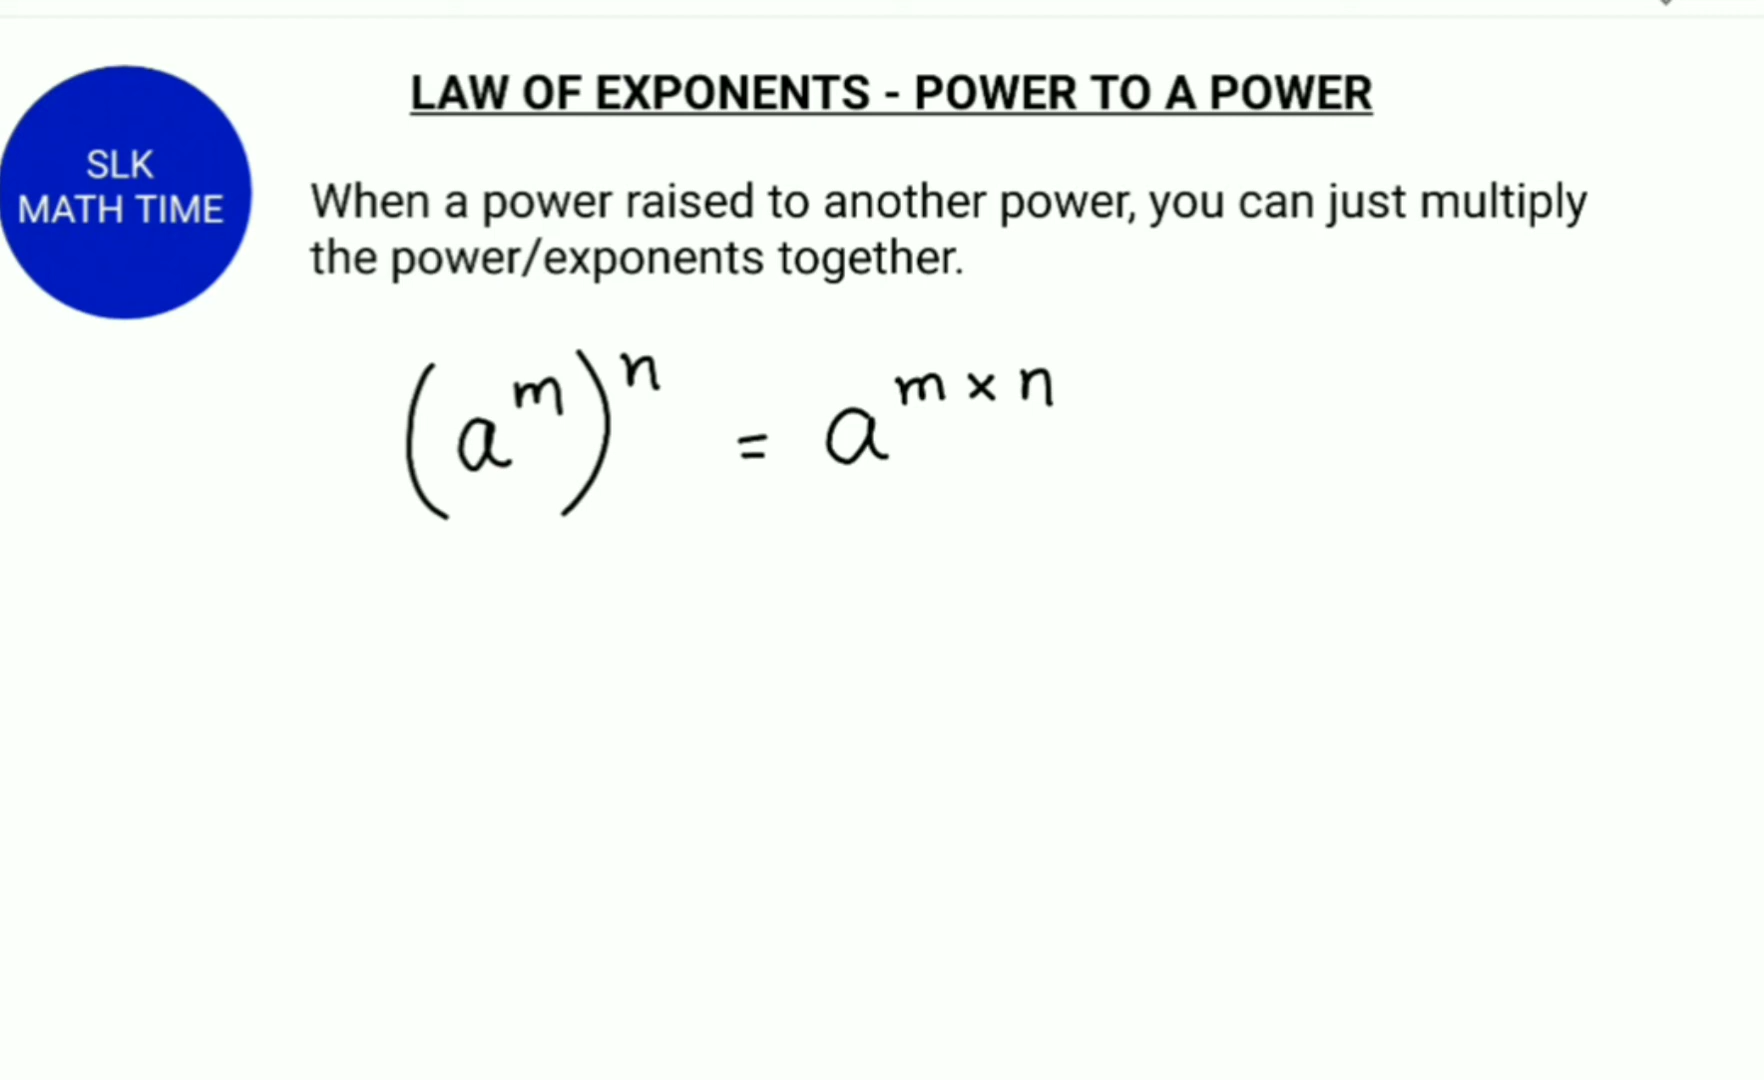 LAW OF EXPONENTS - POWER TO A POWER
SLK
MATH TIME
When a power raised to another power, you can just multiply
the power/exponents together.
(a^m)^n = a^{m × n}